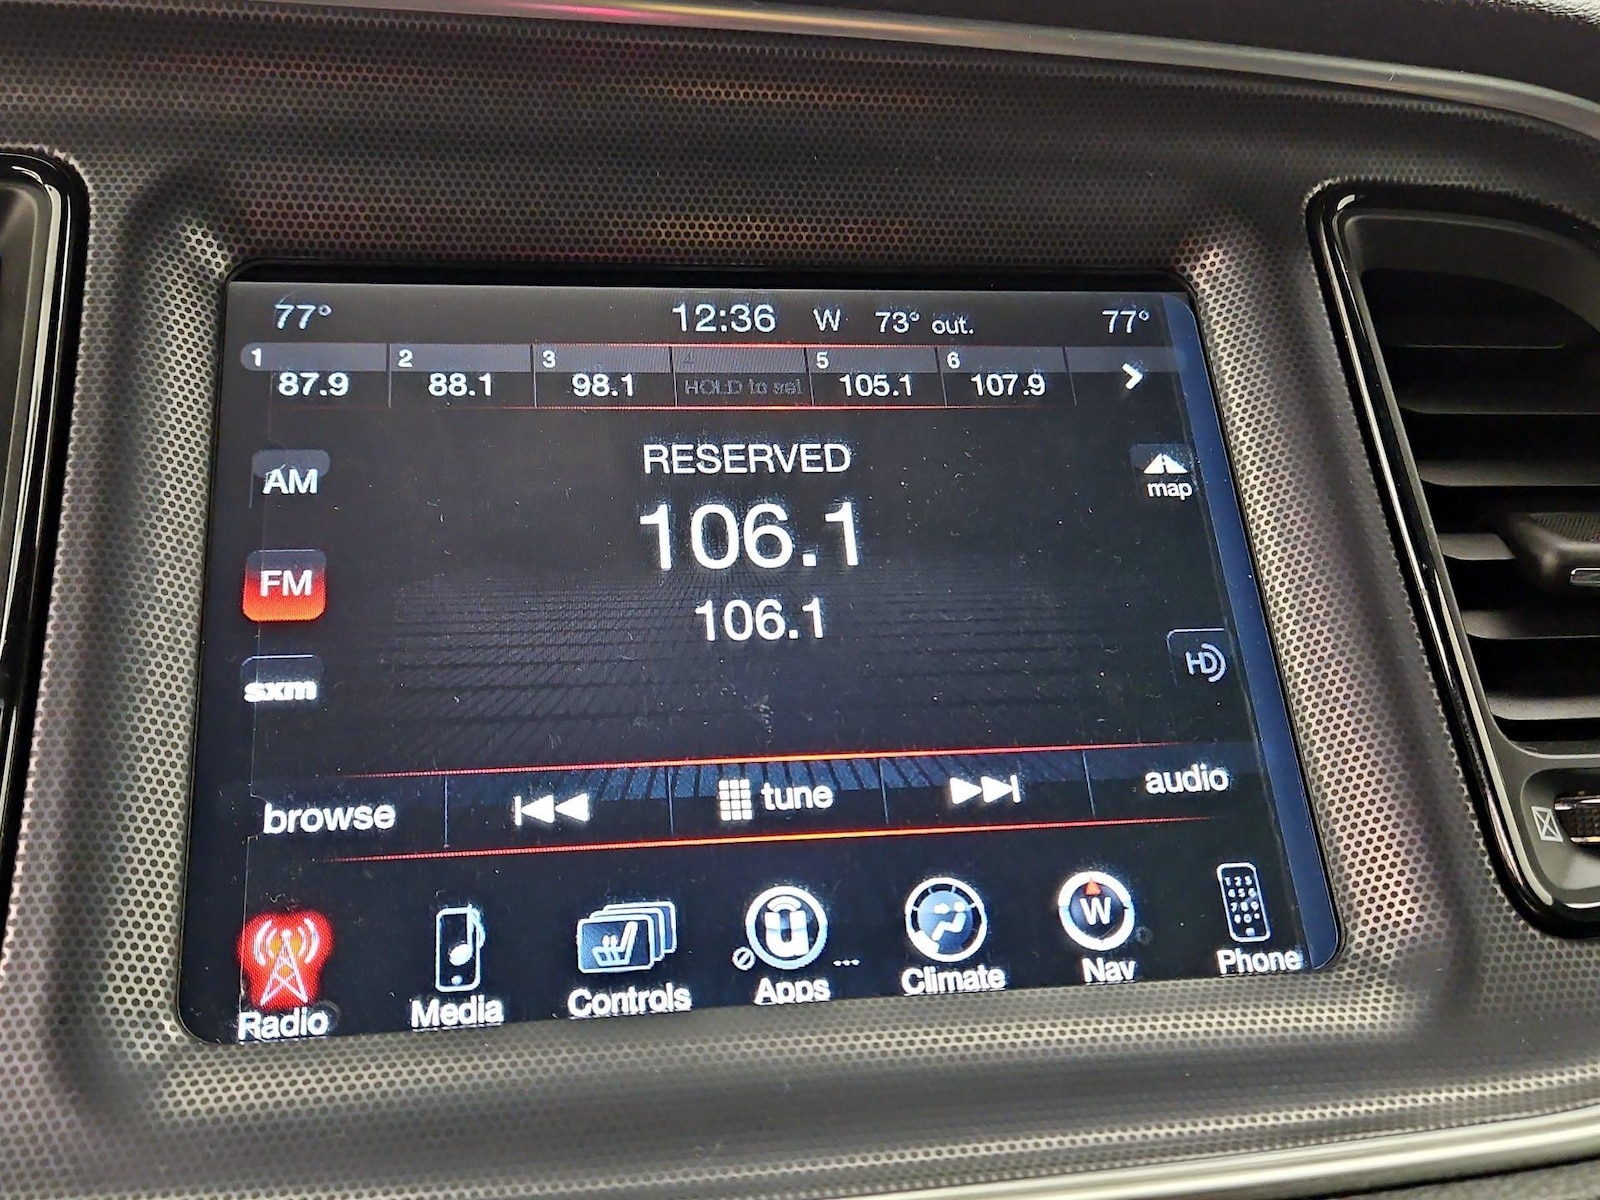 77° 12:36 W 73° out. 77°
1 2 3 4 5 6
87.9 88.1 98.1 HOLD to set 105.1 107.9
RESERVED
AM
map
106.1
FM
106.1
HD
sxm
browse tune audio
W
Radio Media Controls Apps Climate Nav Phone